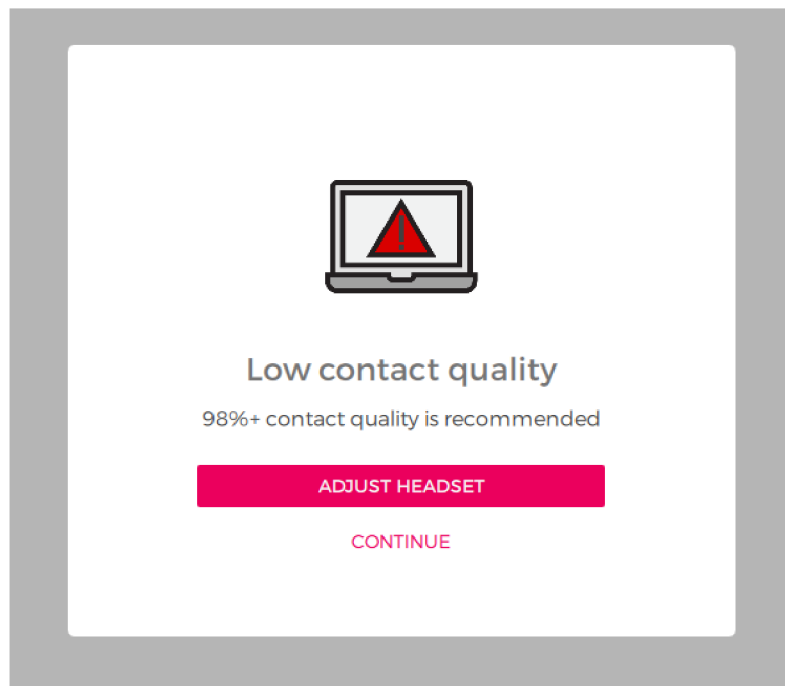 Low contact quality
98%+ contact quality is recommended
ADJUST HEADSET
CONTINUE